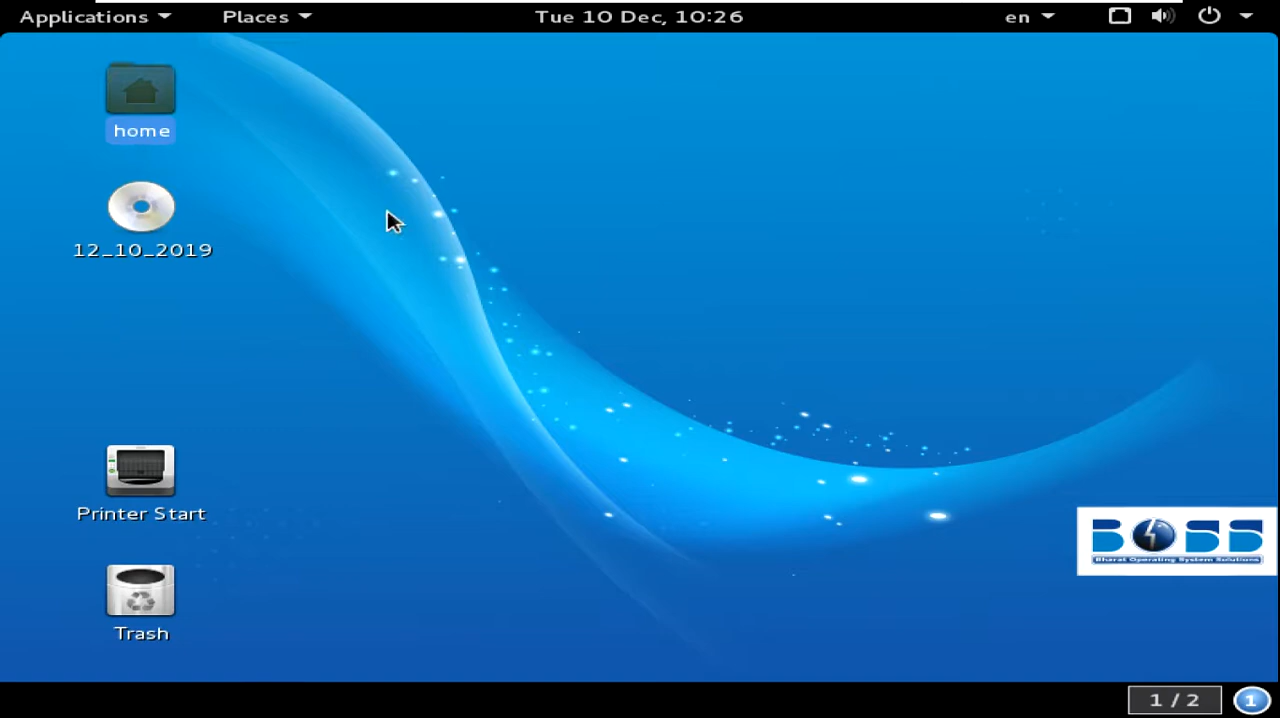 Applications Places Tue 10 Dec, 10:26 en
home
12_10_2019
Printer Start
BOSS
Bharat Operating System Solutions
Trash
1 / 2 1